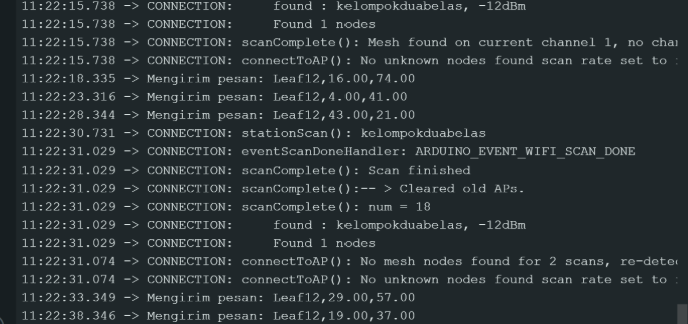 11:22:15.738 -> CONNECTION:     found : kelompokduabelas, -12dBm
11:22:15.738 -> CONNECTION:     Found 1 nodes
11:22:15.738 -> CONNECTION: scanComplete(): Mesh found on current channel 1, no
11:22:15.738 -> CONNECTION: connectToAP(): No unknown nodes found scan rate set to
11:22:18.335 -> Mengirim pesan: Leaf12,16.00,74.00
11:22:23.316 -> Mengirim pesan: Leaf12,4.00,41.00
11:22:28.344 -> Mengirim pesan: Leaf12,43.00,21.00
11:22:30.731 -> CONNECTION: stationScan(): kelompokduabelas
11:22:31.029 -> CONNECTION: eventScanDoneHandler: ARDUINO_EVENT_WIFI_SCAN_DONE
11:22:31.029 -> CONNECTION: scanComplete(): Scan finished
11:22:31.029 -> CONNECTION: scanComplete():-- > Cleared old APs.
11:22:31.029 -> CONNECTION: scanComplete(): num = 18
11:22:31.029 -> CONNECTION:     found : kelompokduabelas, -12dBm
11:22:31.029 -> CONNECTION:     Found 1 nodes
11:22:31.074 -> CONNECTION: connectToAP(): No mesh nodes found for 2 scans,
11:22:31.074 -> CONNECTION: connectToAP(): No unknown nodes found scan rate set to
11:22:33.349 -> Mengirim pesan: Leaf12,29.00,57.00
11:22:38.346 -> Mengirim pesan: Leaf12,19.00,37.00